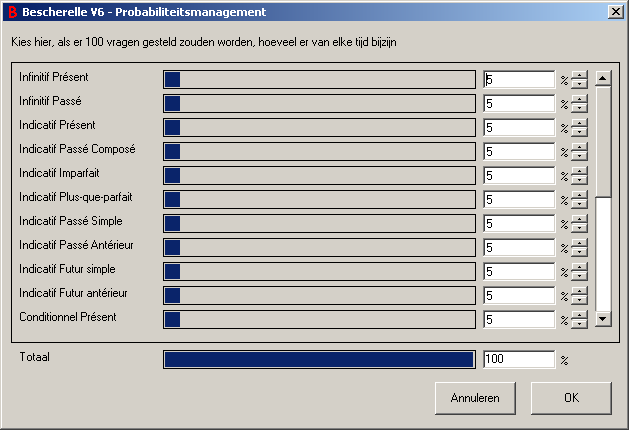 B Bescherelle V6 - Probabiliteitsmanagement
Kies hier, als er 100 vragen gesteld zouden worden, hoeveel er van elke tijd bijzijn
Infinitif Présent 5 %
Infinitif Passé 5 %
Indicatif Présent 5 %
Indicatif Passé Composé 5 %
Indicatif Imparfait 5 %
Indicatif Plus-que-parfait 5 %
Indicatif Passé Simple 5 %
Indicatif Passé Antérieur 5 %
Indicatif Futur simple 5 %
Indicatif Futur antérieur 5 %
Conditionnel Présent 5 %
Totaal 100 %
Annuleren OK